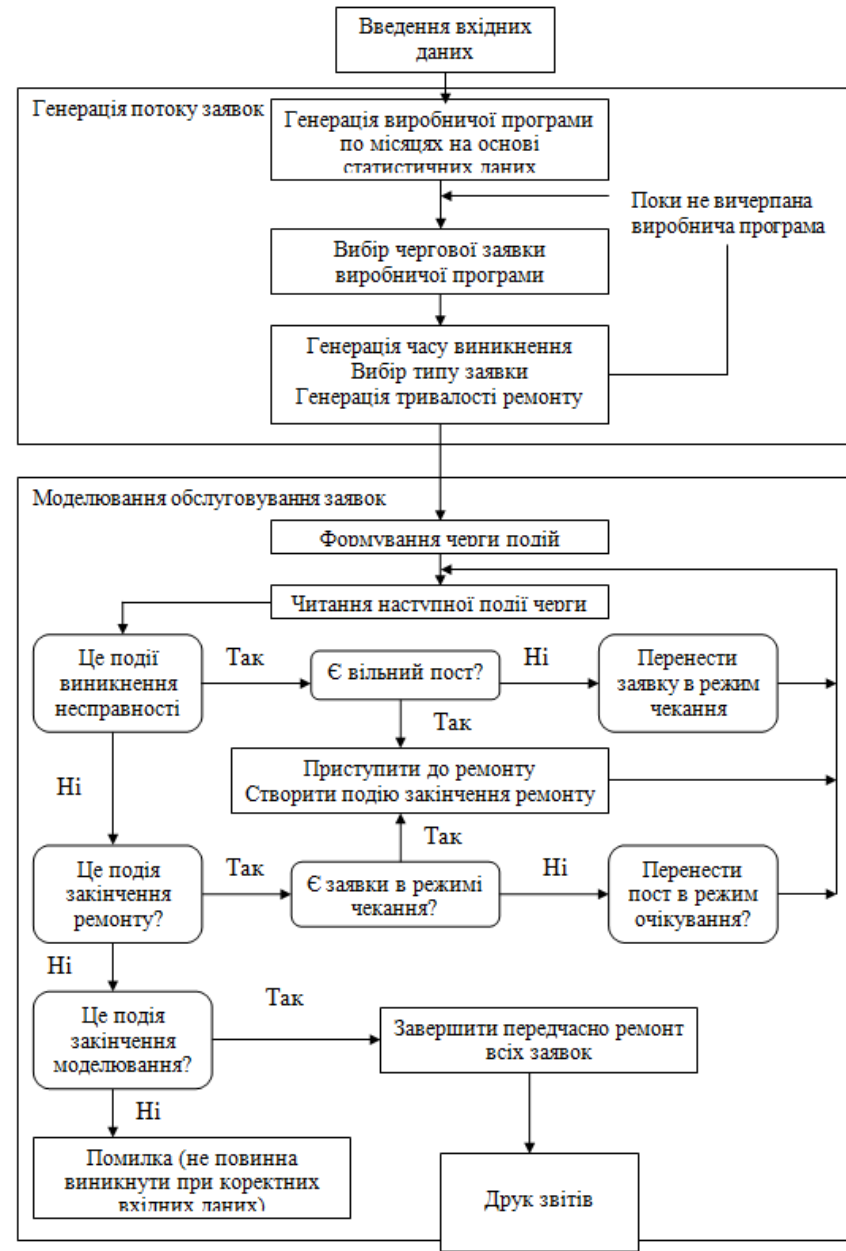 Введення вхідних
даних
Генерація потоку заявок
Генерація виробничої програми
по місяцях на основі
статистичних даних
Поки не вичерпана
виробнича програма
Вибір чергової заявки
виробничої програми
Генерація часу виникнення
Вибір типу заявки
Генерація тривалості ремонту
Моделювання обслуговування заявок
Формування черги подій
Читання наступної події черги
Це події
виникнення
несправності
Так
Є вільний пост?
Ні
Перенести
заявку в режим
чекання
Так
Ні
Приступити до ремонту
Створити подію закінчення ремонту
Так
Це подія
закінчення
ремонту?
Так
Є заявки в режимі
чекання?
Ні
Перенести
пост в режим
очікування?
Ні
Це подія
закінчення
моделювання?
Так
Завершити передчасно ремонт
всіх заявок
Ні
Помилка (не повинна
виникнути при коректних
вхідних даних)
Друк звітів